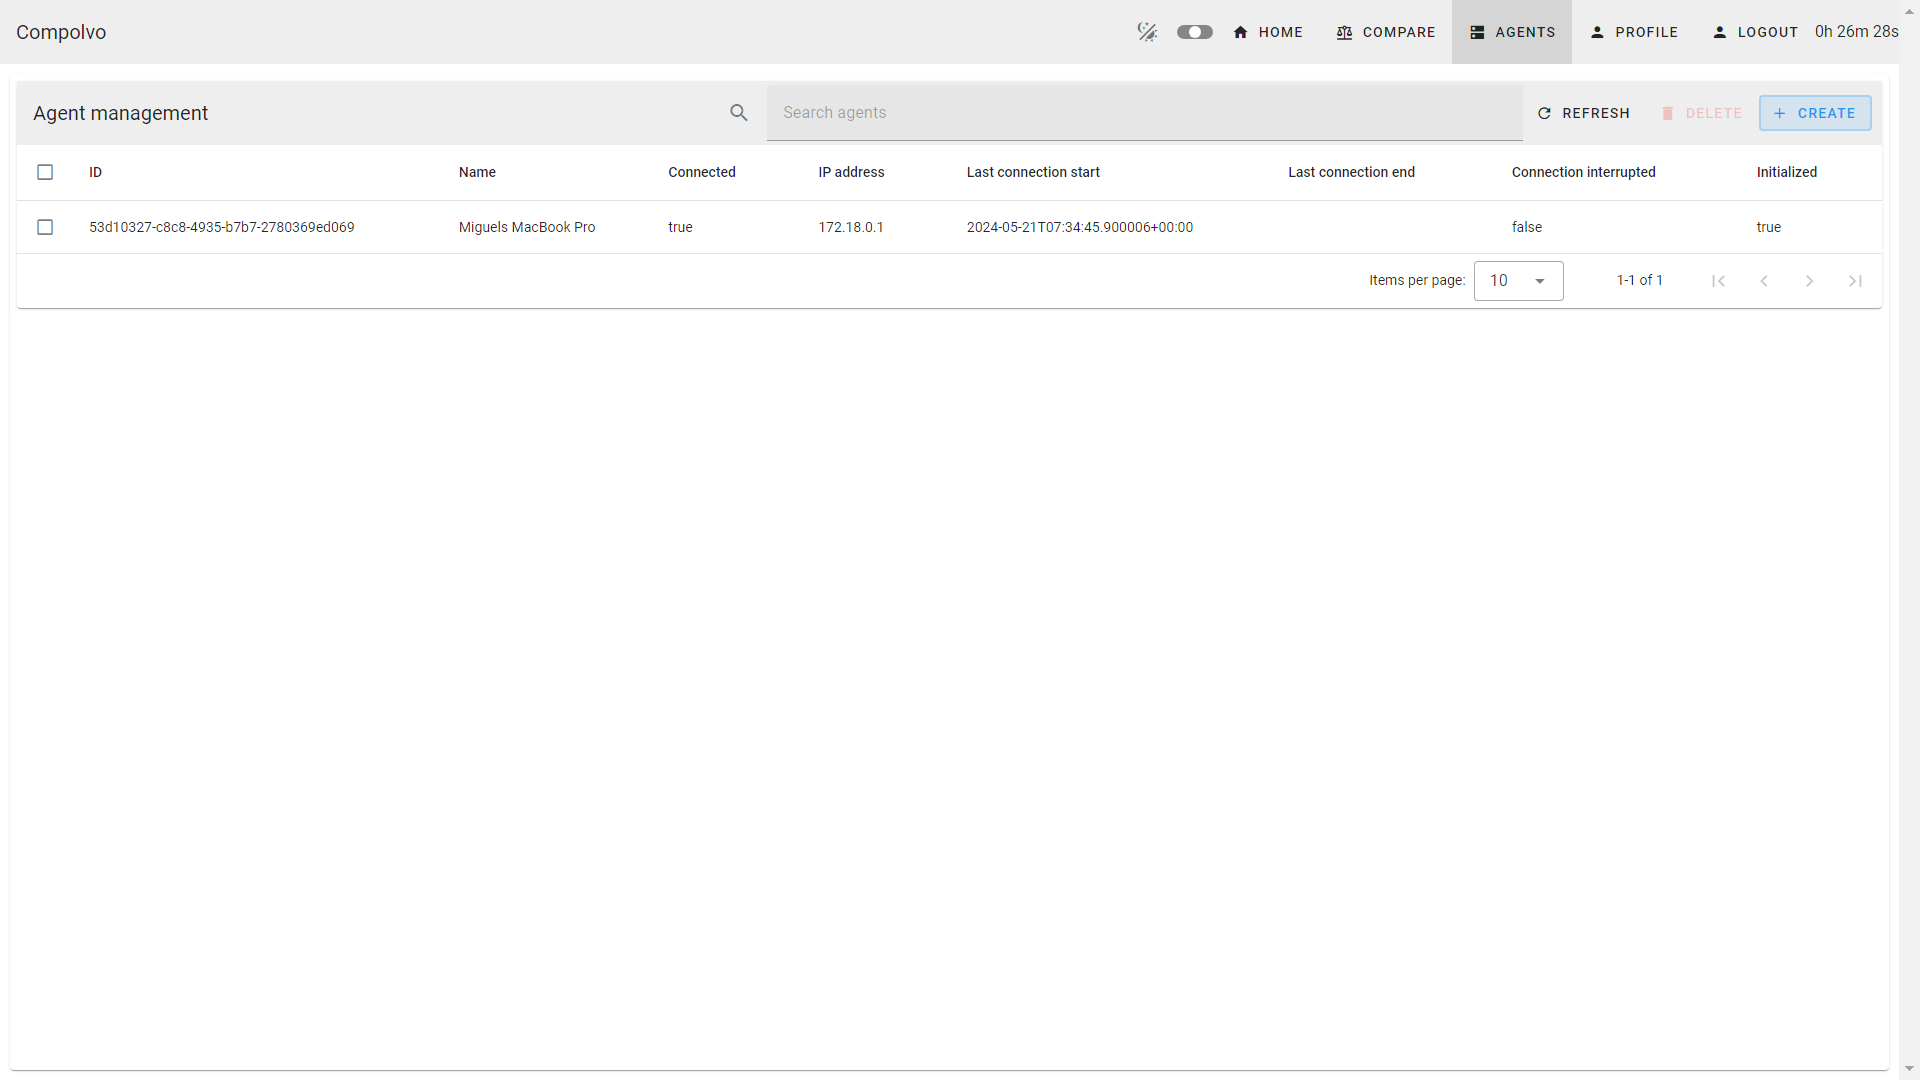 Compolvo HOME COMPARE AGENTS PROFILE LOGOUT 0h 26m 28s
Agent management Search agents REFRESH DELETE CREATE
ID Name Connected IP address Last connection start Last connection end Connection interrupted Initialized
53d10327-c8c8-4935-b7b7-2780369ed069 Miguels MacBook Pro true 172.18.0.1 2024-05-21T07:34:45.900006+00:00 false true
Items per page: 10 1-1 of 1